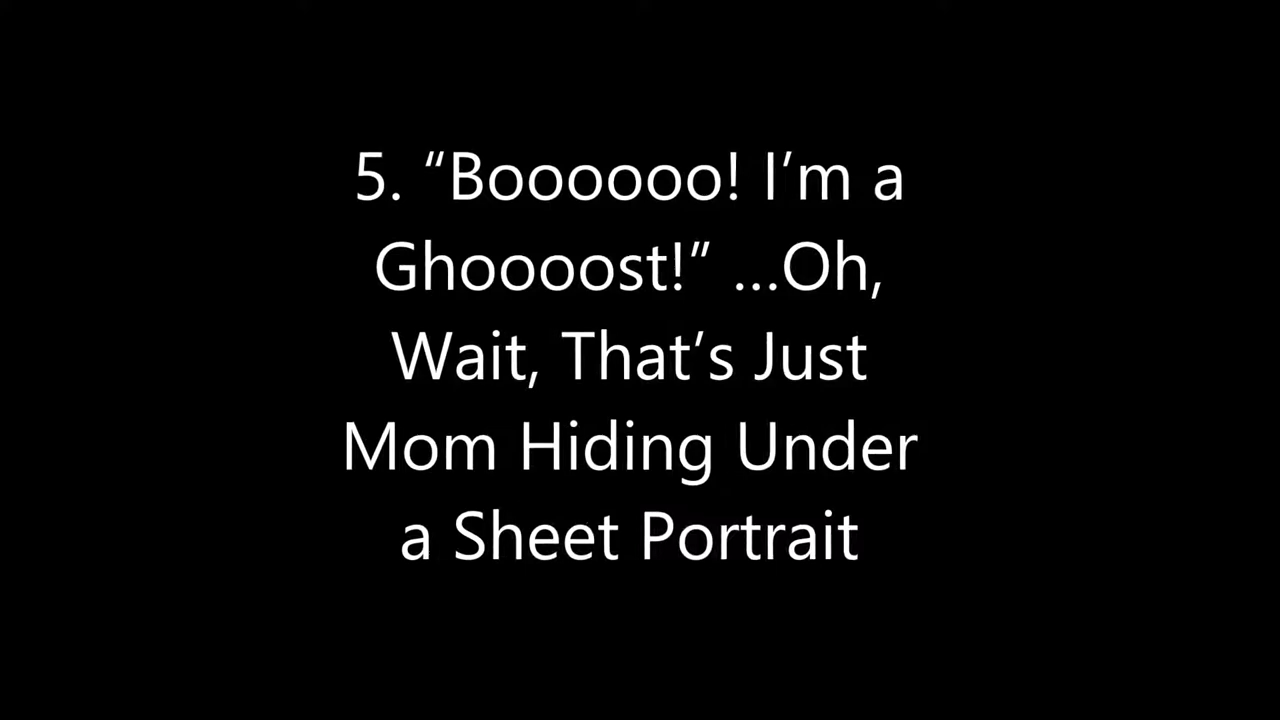 5. “Boooooo! I’m a
Ghoooost!” ...Oh,
Wait, That’s Just
Mom Hiding Under
a Sheet Portrait